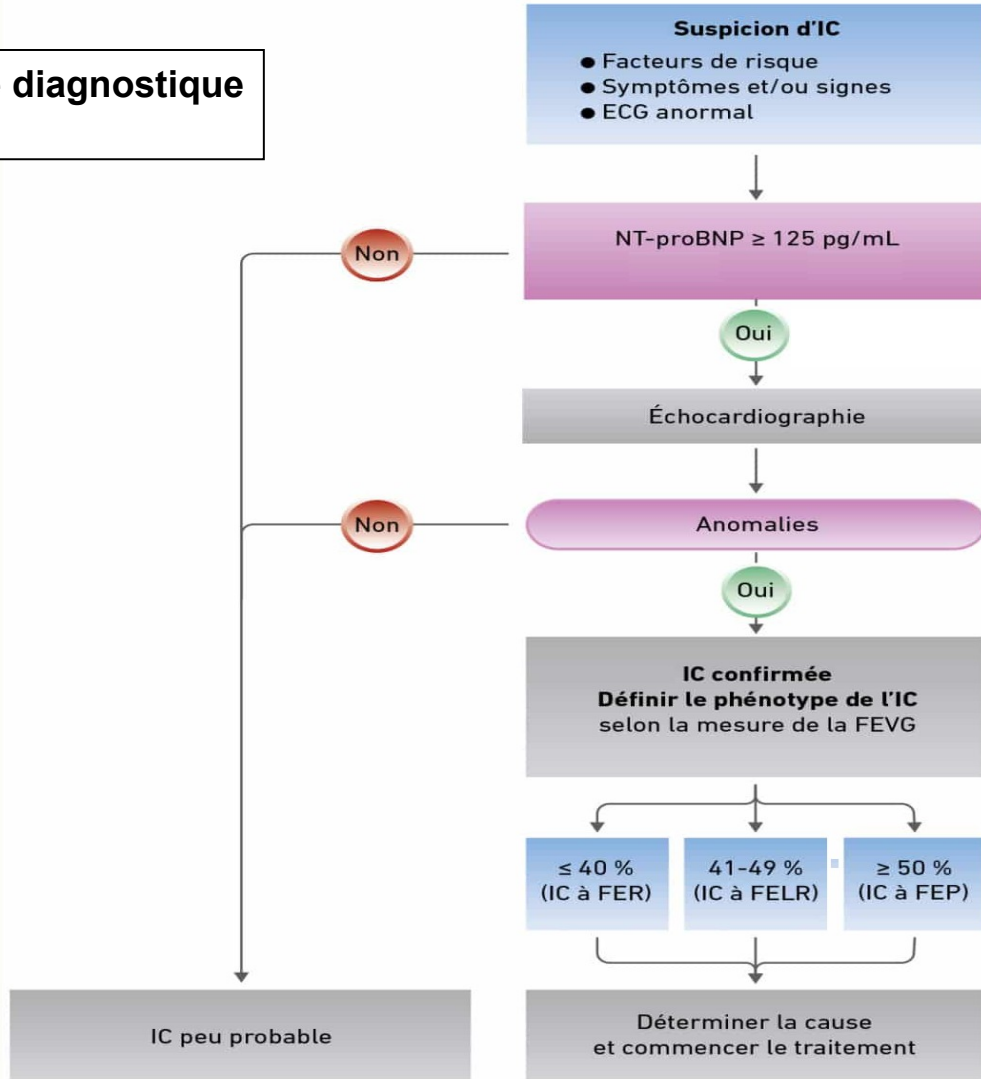 diagnostique
Suspicion d'IC
● Facteurs de risque
● Symptômes et/ou signes
● ECG anormal
NT-proBNP ≥ 125 pg/mL
Non
Oui
Échocardiographie
Anomalies
Non
Oui
IC confirmée
Définir le phénotype de l'IC
selon la mesure de la FEVG
≤ 40 %
(IC à FER)
41-49 %
(IC à FELR)
≥ 50 %
(IC à FEP)
IC peu probable
Déterminer la cause
et commencer le traitement